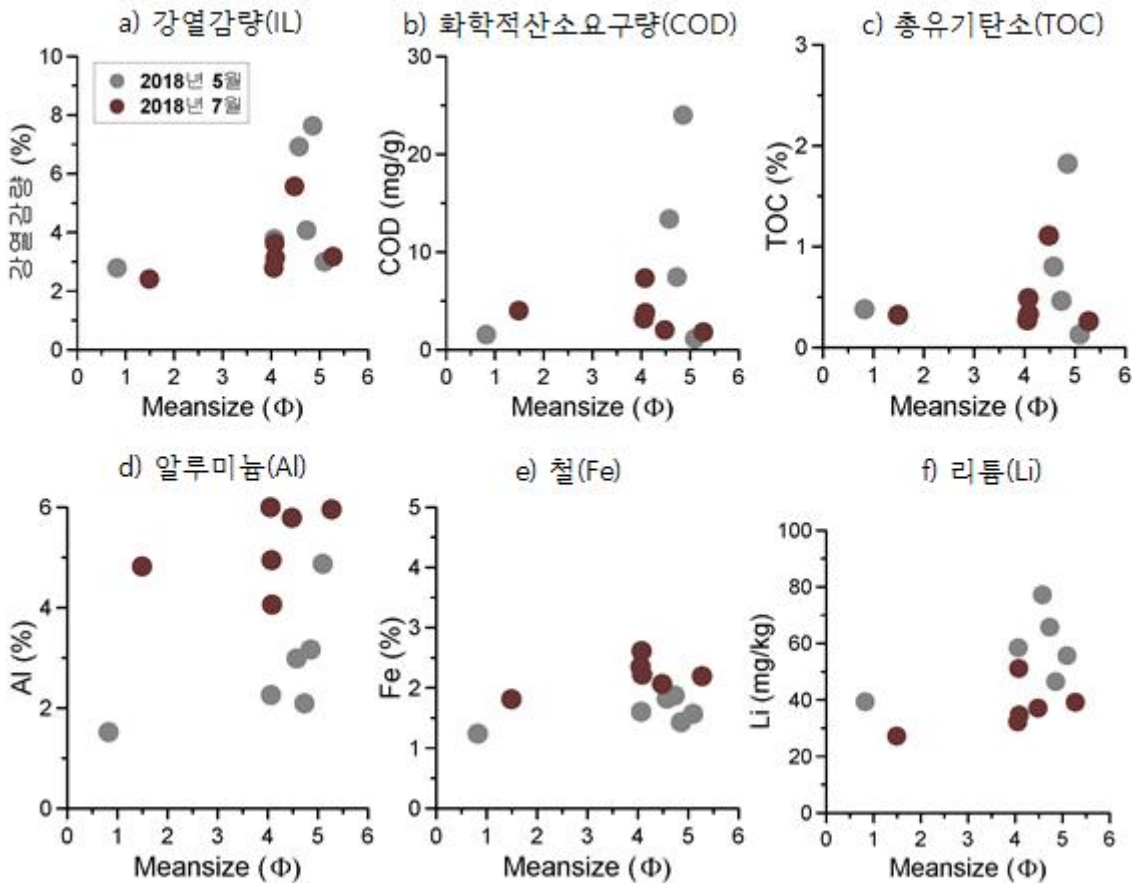 a) 강열감량(IL)
10
8
6
4
2
0
강열감량 (%)
2018년 5월
2018년 7월
0 1 2 3 4 5 6
Meansize (Φ)
b) 화학적산소요구량(COD)
30
20
10
0
COD (mg/g)
0 1 2 3 4 5 6
Meansize (Φ)
c) 총유기탄소(TOC)
3
2
1
0
TOC (%)
0 1 2 3 4 5 6
Meansize (Φ)
d) 알루미늄(Al)
6
4
2
0
Al (%)
0 1 2 3 4 5 6
Meansize (Φ)
e) 철(Fe)
5
4
3
2
1
0
Fe (%)
0 1 2 3 4 5 6
Meansize (Φ)
f) 리튬(Li)
100
80
60
40
20
0
Li (mg/kg)
0 1 2 3 4 5 6
Meansize (Φ)